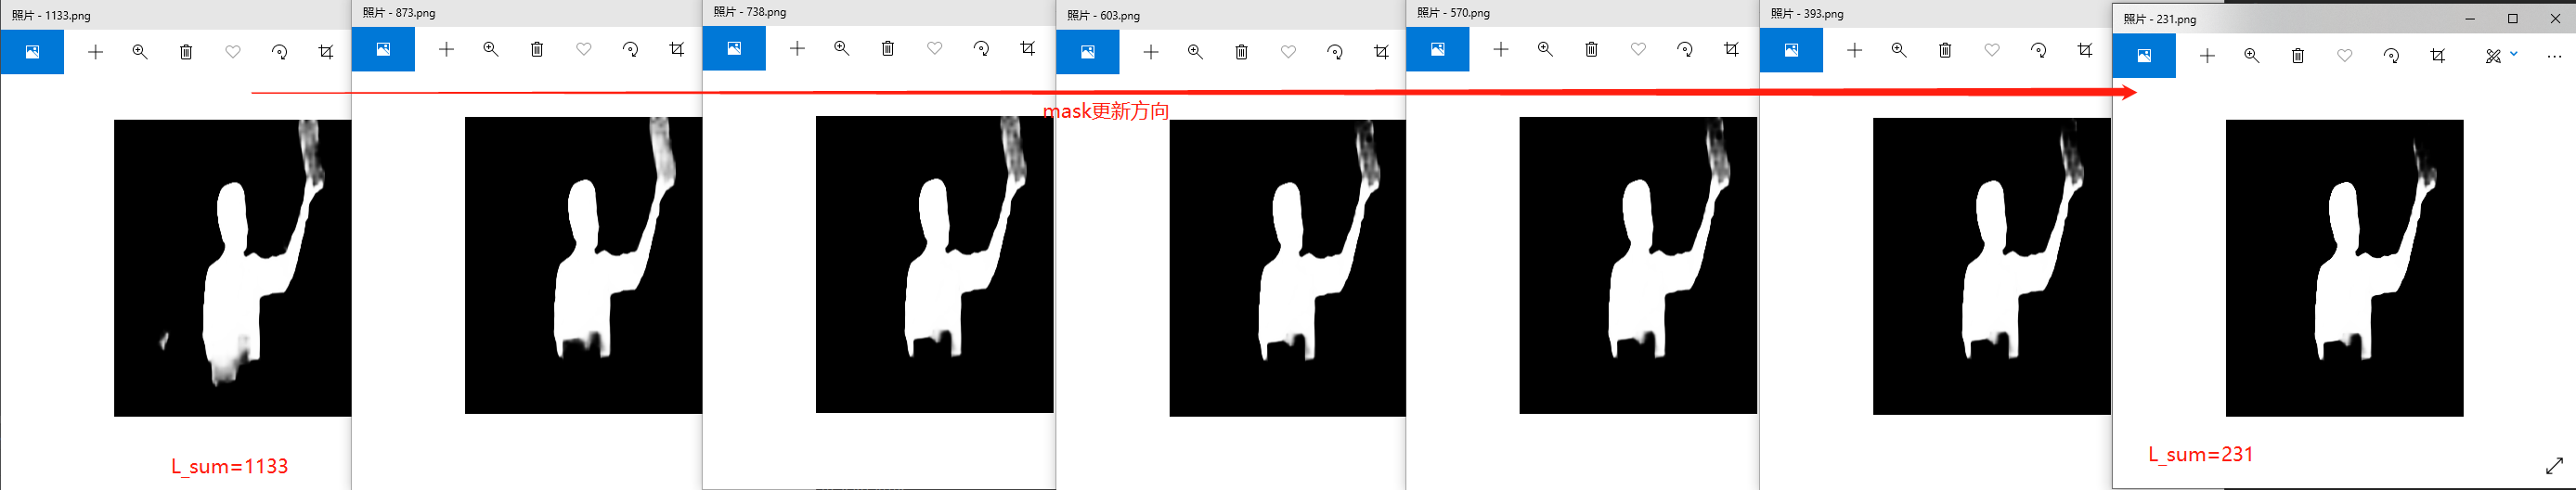 照片 - 1133.png
照片 - 873.png
照片 - 738.png
照片 - 603.png
照片 - 570.png
照片 - 393.png
照片 - 231.png
mask更新方向
L_sum=1133
L_sum=231